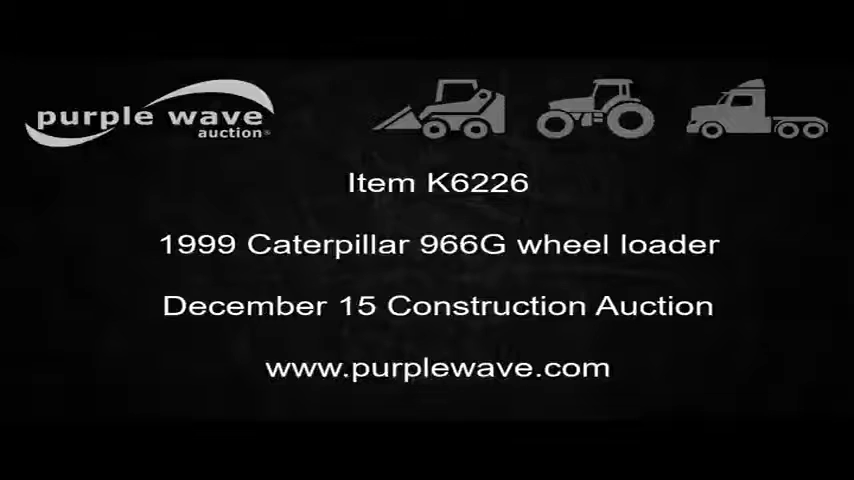 purple wave
auction®
Item K6226
1999 Caterpillar 966G wheel loader
December 15 Construction Auction
www.purplewave.com